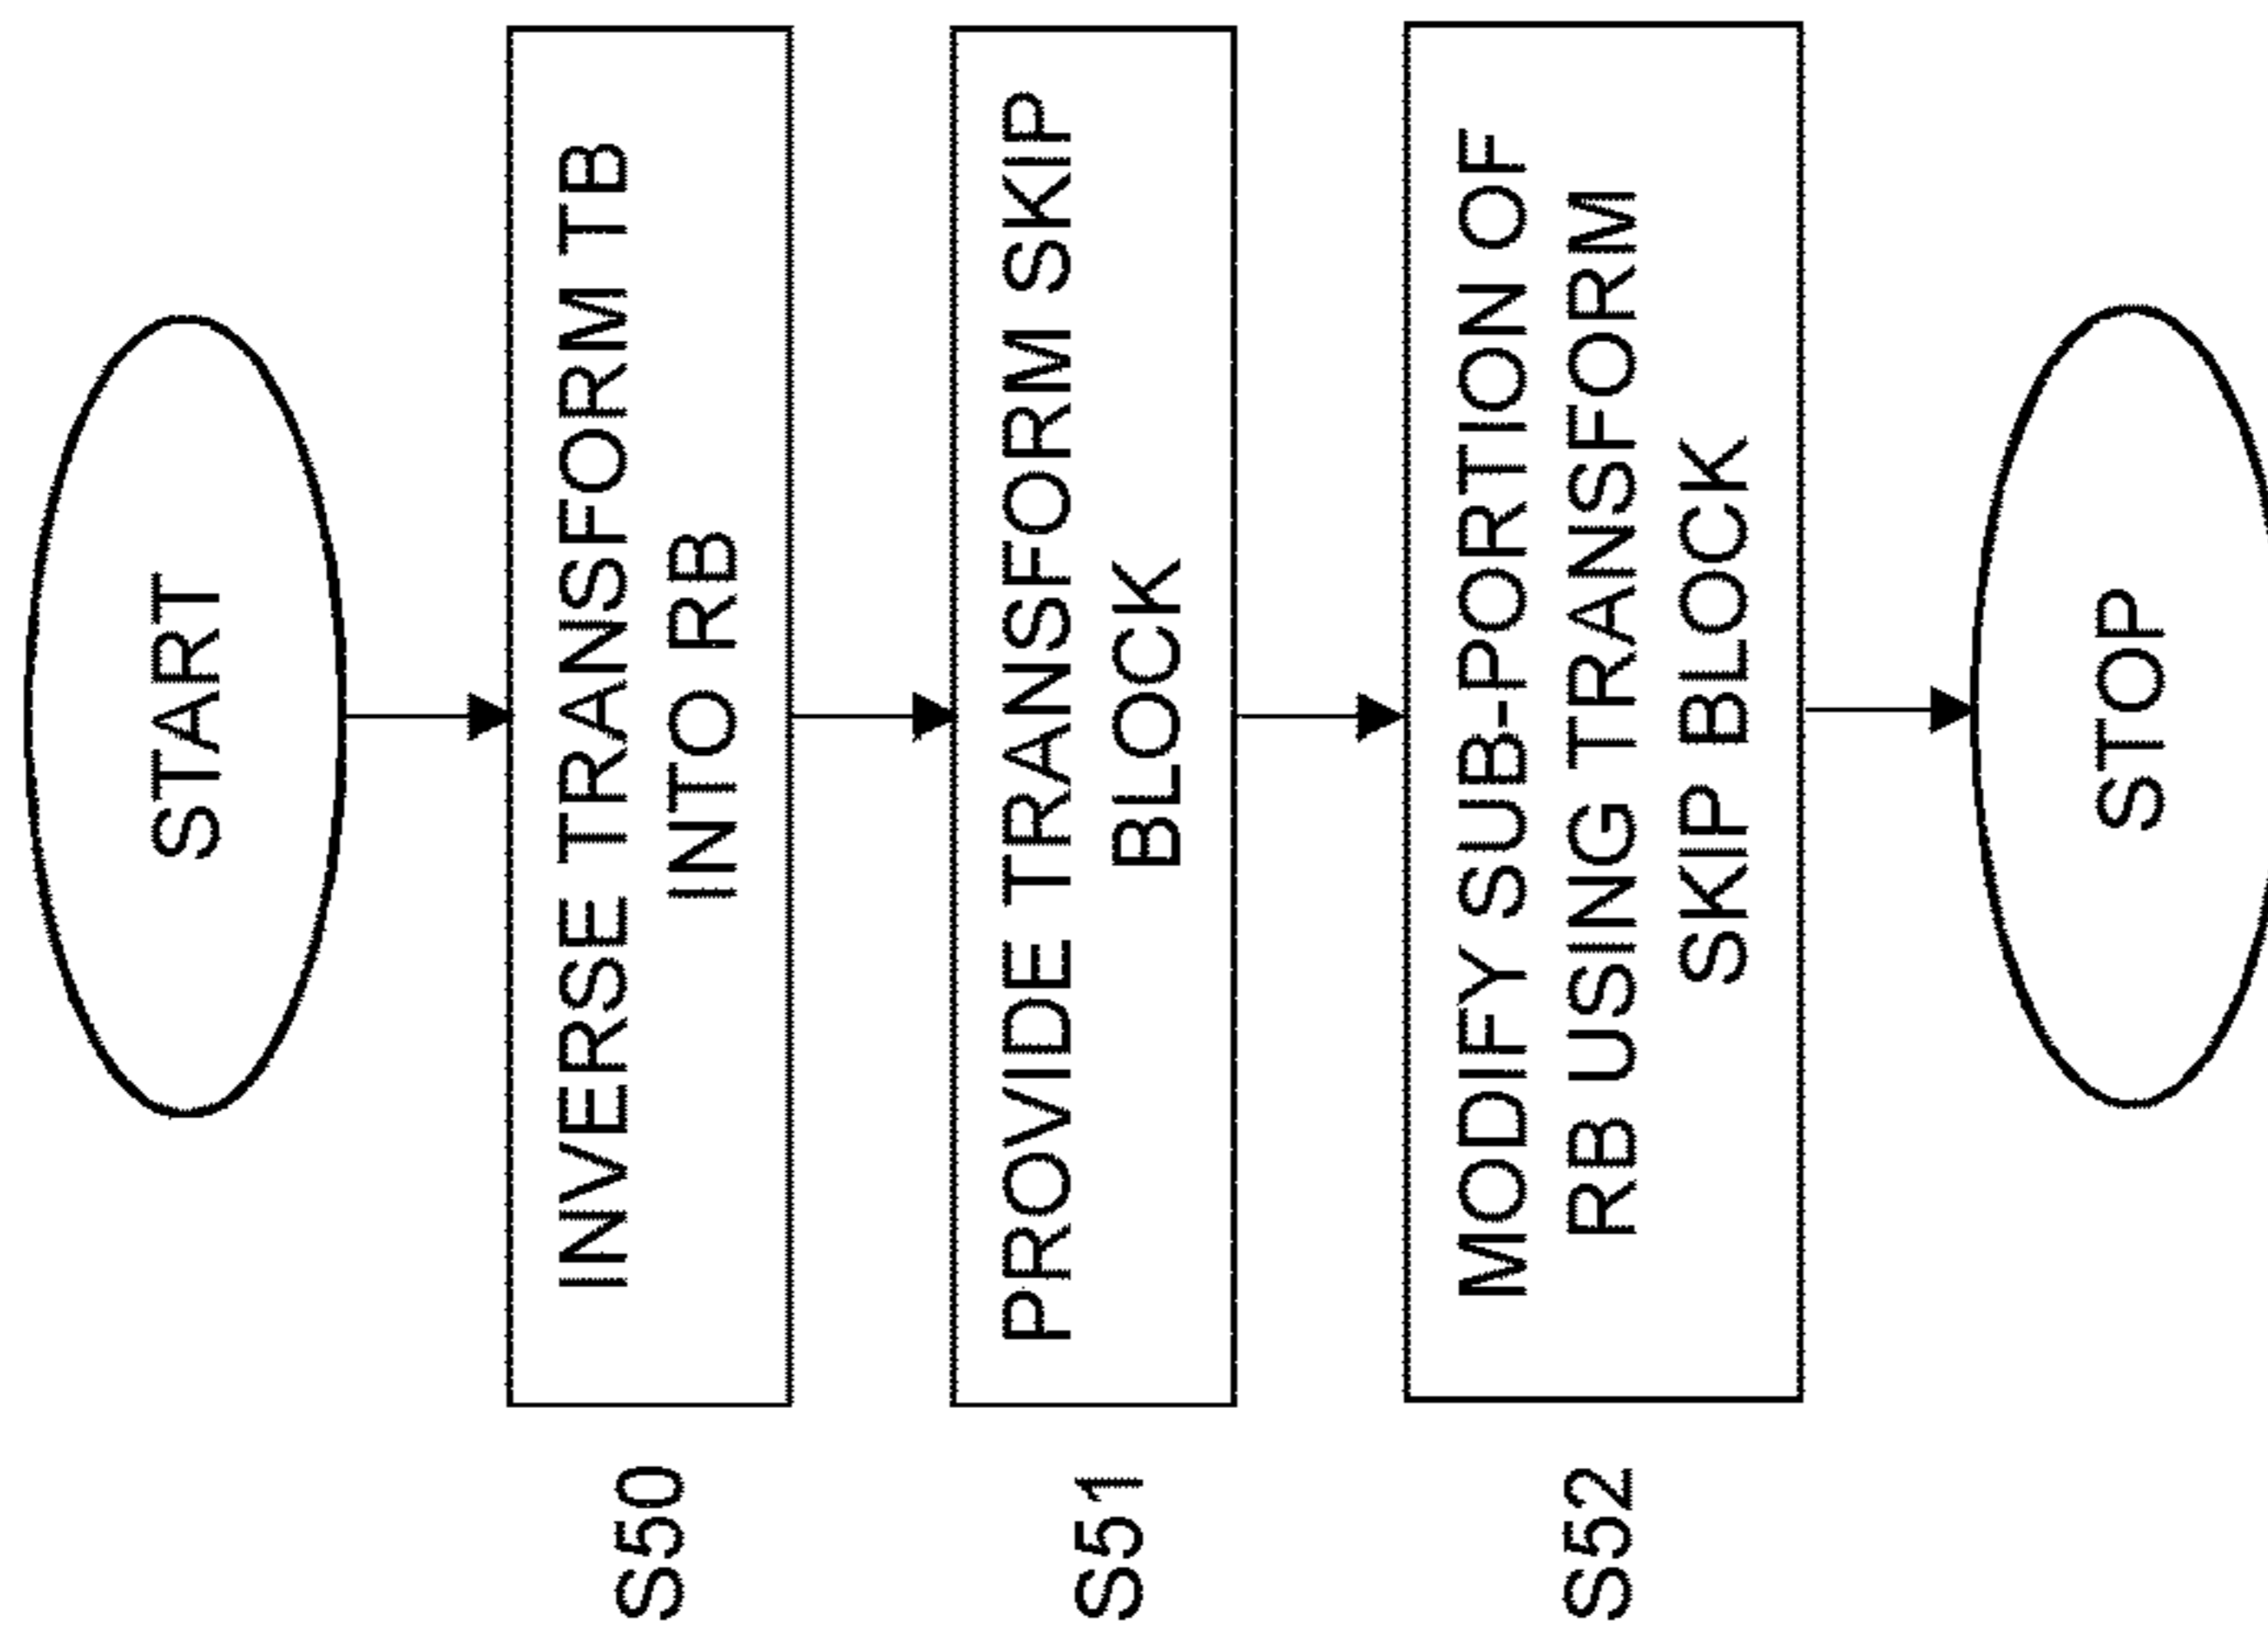 START
S50
INVERSE TRANSFORM TB
INTO RB
S51
PROVIDE TRANSFORM SKIP
BLOCK
S52
MODIFY SUB-PORTION OF
RB USING TRANSFORM
SKIP BLOCK
STOP